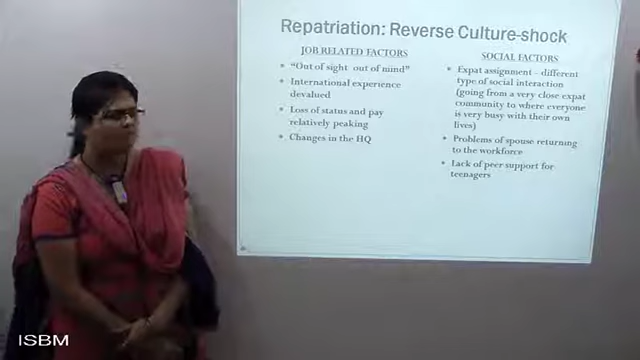 Repatriation: Reverse Culture-shock
JOB RELATED FACTORS
• "Out of sight out of mind"
• International experience
devalued
• Loss of status and pay
relatively peaking
• Changes in the HQ
SOCIAL FACTORS
• Expat assignment - different
type of social interaction
(going from a very close expat
community to where everyone
is very busy with their own
lives)
• Problems of spouse returning
to the workforce
• Lack of peer support for
teenagers
ISBM